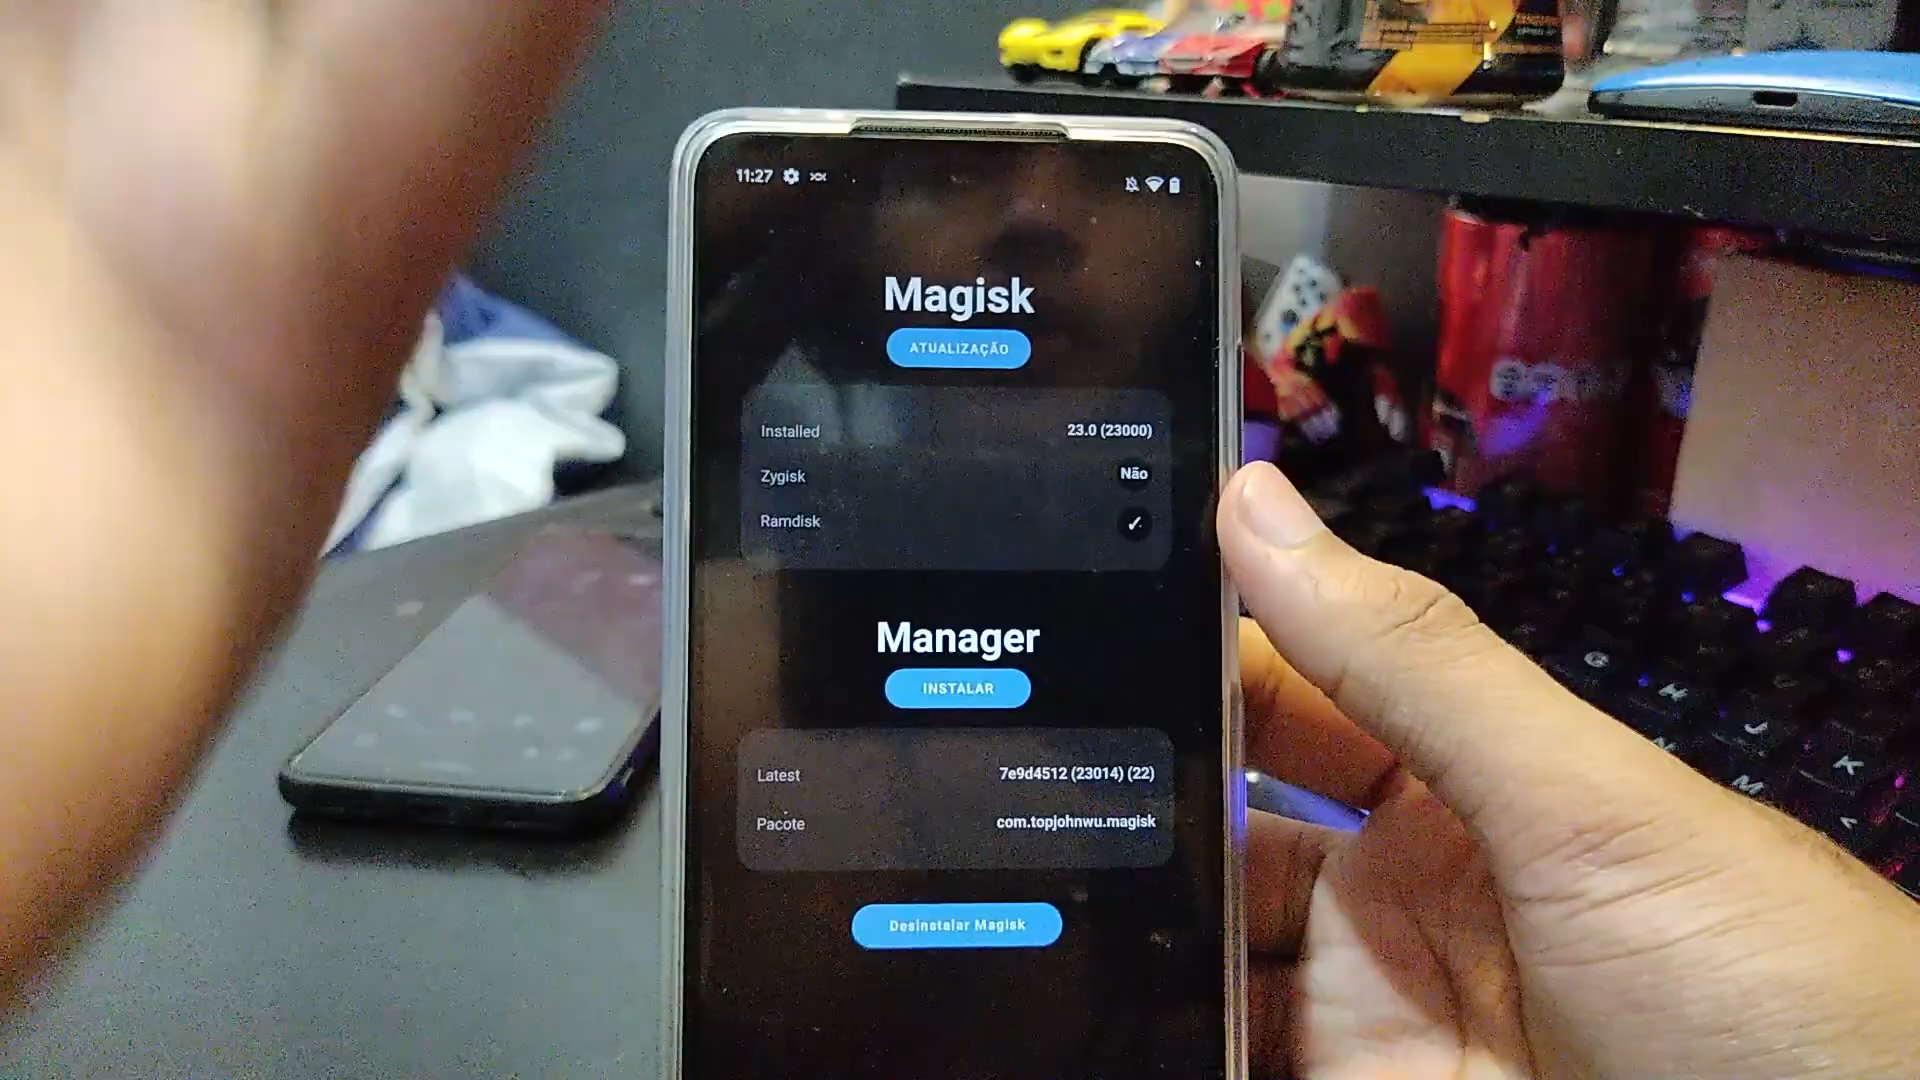 11:27
Magisk
ATUALIZAÇÃO
Installed 23.0 (23000)
Zygisk Não
Ramdisk
Manager
INSTALAR
Latest 7e9d4512 (23014) (22)
Pacote com.topjohnwu.magisk
Desinstalar Magisk
G
H
J
K
M
<